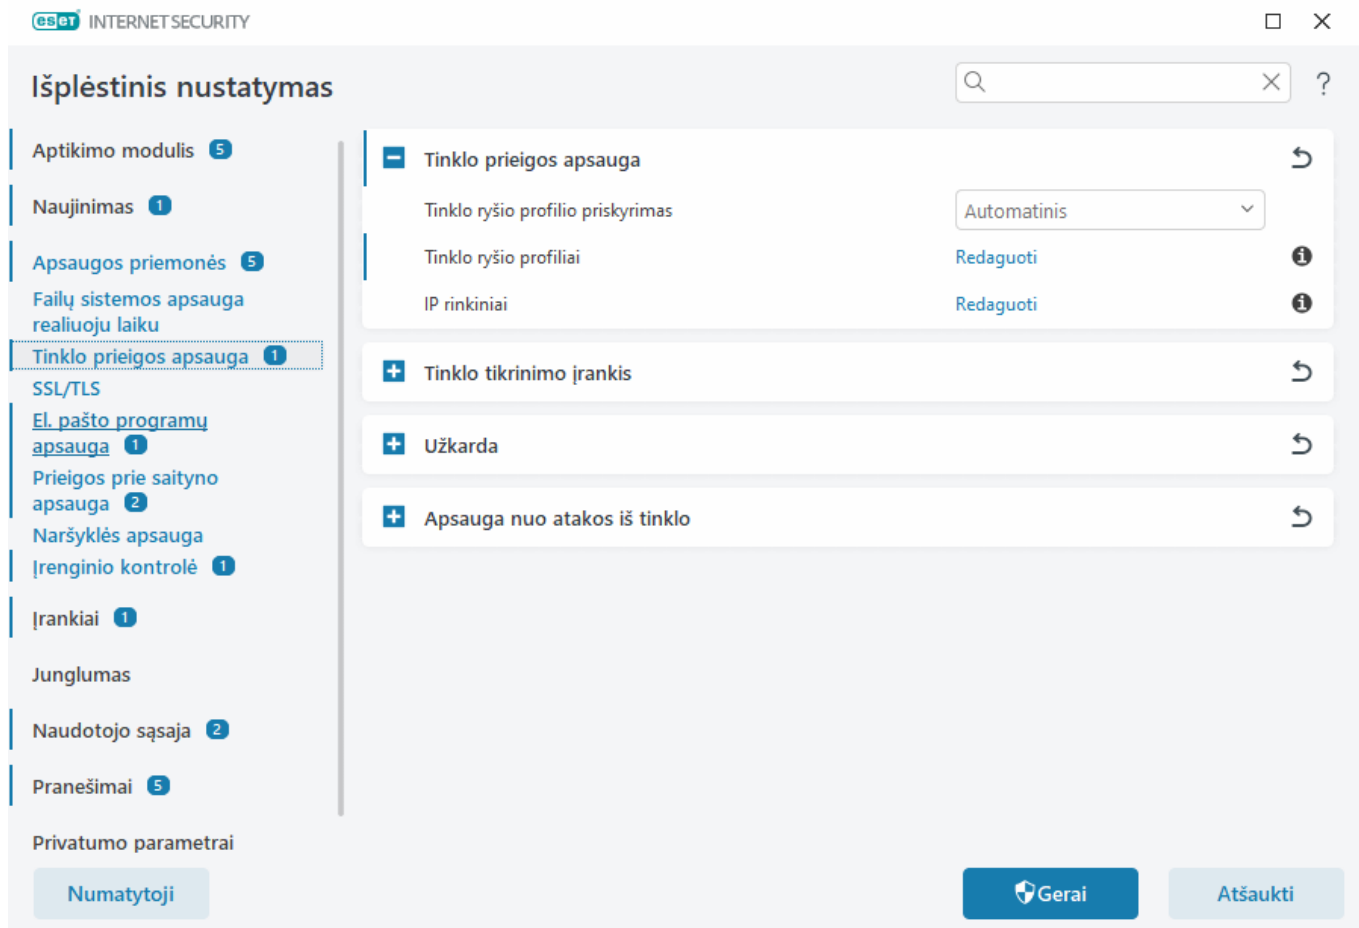 eset INTERNET SECURITY
Išplėstinis nustatymas
?
Aptikimo modulis 5
Naujinimas 1
Apsaugos priemonės 5
Failų sistemos apsauga
realiuoju laiku
Tinklo prieigos apsauga 1
SSL/TLS
El. pašto programų
apsauga 1
Prieigos prie saityno
apsauga 2
Naršyklės apsauga
Įrenginio kontrolė 1
Įrankiai 1
Junglumas
Naudotojo sąsaja 2
Pranešimai 5
Privatumo parametrai
Tinklo prieigos apsauga
Tinklo ryšio profilio priskyrimas Automatinis
Tinklo ryšio profiliai Redaguoti
IP rinkiniai Redaguoti
Tinklo tikrinimo įrankis
Užkarda
Apsauga nuo atakos iš tinklo
Numatytoji
Gerai
Atšaukti